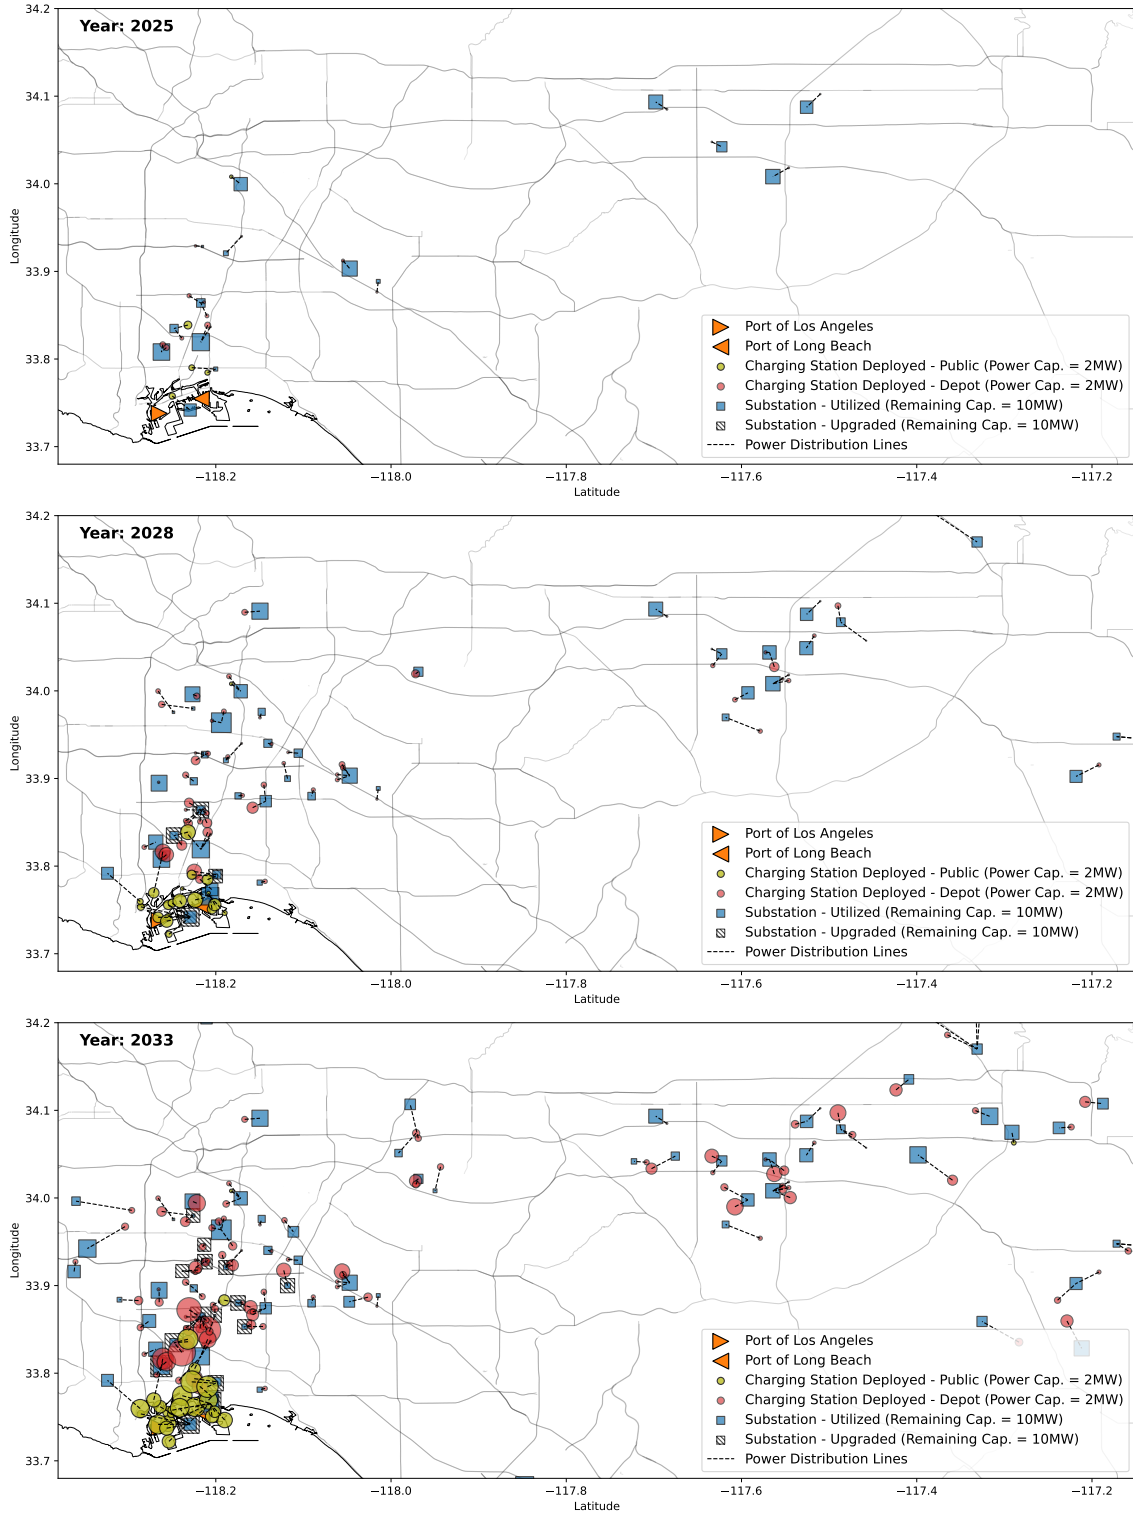 Year: 2025
34.2
34.1
34.0
33.9
33.8
33.7
Longitude
Port of Los Angeles
Port of Long Beach
Charging Station Deployed - Public (Power Cap. = 2MW)
Charging Station Deployed - Depot (Power Cap. = 2MW)
Substation - Utilized (Remaining Cap. = 10MW)
Substation - Upgraded (Remaining Cap. = 10MW)
Power Distribution Lines
−118.2 −118.0 −117.8 −117.6 −117.4 −117.2
Latitude
Year: 2028
34.2
34.1
34.0
33.9
33.8
33.7
Longitude
Port of Los Angeles
Port of Long Beach
Charging Station Deployed - Public (Power Cap. = 2MW)
Charging Station Deployed - Depot (Power Cap. = 2MW)
Substation - Utilized (Remaining Cap. = 10MW)
Substation - Upgraded (Remaining Cap. = 10MW)
Power Distribution Lines
−118.2 −118.0 −117.8 −117.6 −117.4 −117.2
Latitude
Year: 2033
34.2
34.1
34.0
33.9
33.8
33.7
Longitude
Port of Los Angeles
Port of Long Beach
Charging Station Deployed - Public (Power Cap. = 2MW)
Charging Station Deployed - Depot (Power Cap. = 2MW)
Substation - Utilized (Remaining Cap. = 10MW)
Substation - Upgraded (Remaining Cap. = 10MW)
Power Distribution Lines
−118.2 −118.0 −117.8 −117.6 −117.4 −117.2
Latitude